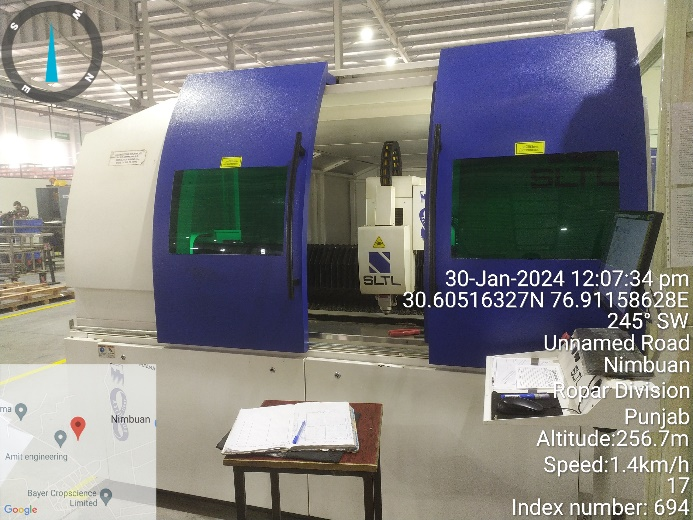 S
W
N
E
SLTL
SLTL
30-Jan-2024 12:07:34 pm
30.60516327N 76.91158628E
245° SW
Unnamed Road
Nimbuan
Ropar Division
Punjab
Altitude:256.7m
Speed:1.4km/h
17
Index number: 694
Nimbuan
Amit engineering
Bayer Cropscience
Limited
Google